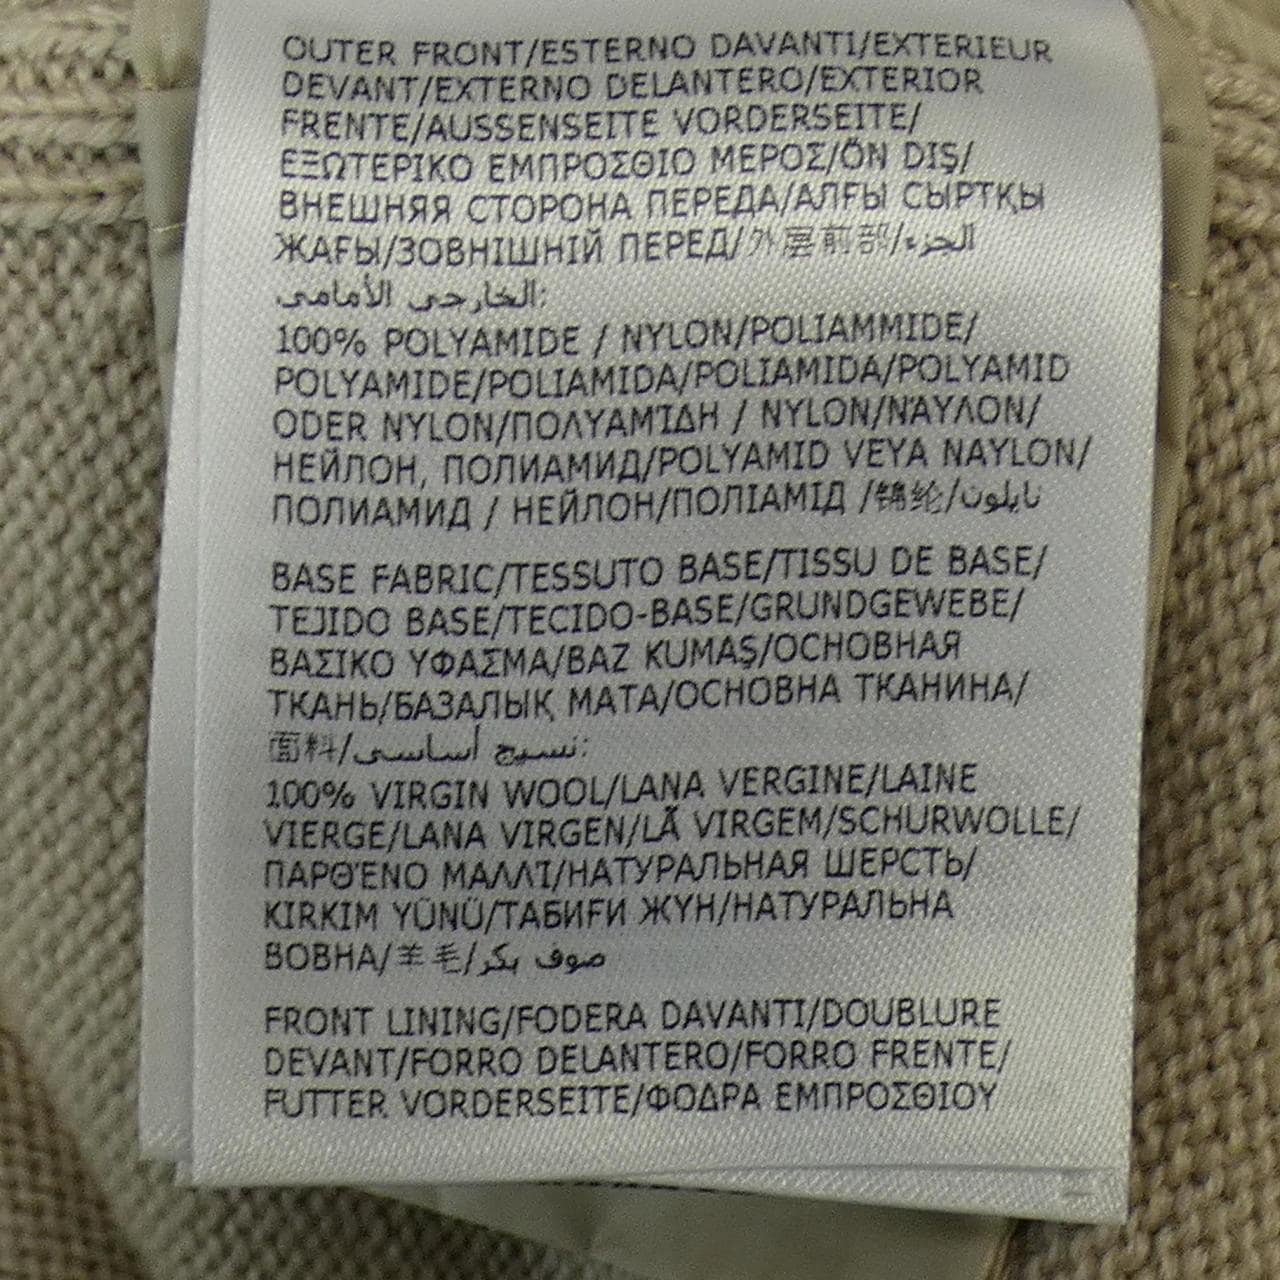 OUTER FRONT/ESTERNO DAVANTI/EXTERIEUR
DEVANT/EXTERNO DELANTERO/EXTERIOR
FRENTE/AUSSENSEITE VORDERSEITE/
ΕΞΩΤΕΡΙΚΟ ΕΜΠΡΟΣΘΙΟ ΜΕΡΟΣ/ÖN DIŞ/
ВНЕШНЯЯ СТОРОНА ПЕРЕДА/АЛҒЫ СЫРТҚЫ
ЖАҒЫ/ЗОВНІШНІЙ ПЕРЕД/外层前部/الجزء
الخارجي الأمامي:
100% POLYAMIDE / NYLON/POLIAMMIDE/
POLYAMIDE/POLIAMIDA/POLIAMIDA/POLYAMID
ODER NYLON/ΠΟΛΥΑΜΊΔΗ / NYLON/ΝΆΥΛΟΝ/
НЕЙЛОН, ПОЛИАМИД/POLYAMID VEYA NAYLON/
ПОЛИАМИД / НЕЙЛОН/ПОЛІАМІД /锦纶/نايلون
BASE FABRIC/TESSUTO BASE/TISSU DE BASE/
TEJIDO BASE/TECIDO-BASE/GRUNDGEWEBE/
ΒΑΣΙΚΟ ΥΦΑΣΜΑ/BAZ KUMAŞ/ОСНОВНАЯ
ТКАНЬ/БАЗАЛЫҚ МАТА/ОСНОВНА ТКАНИНА/
面料/نسيج أساسي:
100% VIRGIN WOOL/LANA VERGINE/LAINE
VIERGE/LANA VIRGEN/LÃ VIRGEM/SCHURWOLLE/
ΠΑΡΘΈΝΟ ΜΑΛΛΊ/НАТУРАЛЬНАЯ ШЕРСТЬ/
KIRKIM YÜNÜ/ТАБИҒИ ЖҮН/НАТУРАЛЬНА
ВОВНА/羊毛/صوف بكر
FRONT LINING/FODERA DAVANTI/DOUBLURE
DEVANT/FORRO DELANTERO/FORRO FRENTE/
FUTTER VORDERSEITE/ΦΟΔΡΑ ΕΜΠΡΟΣΘΙΟΥ